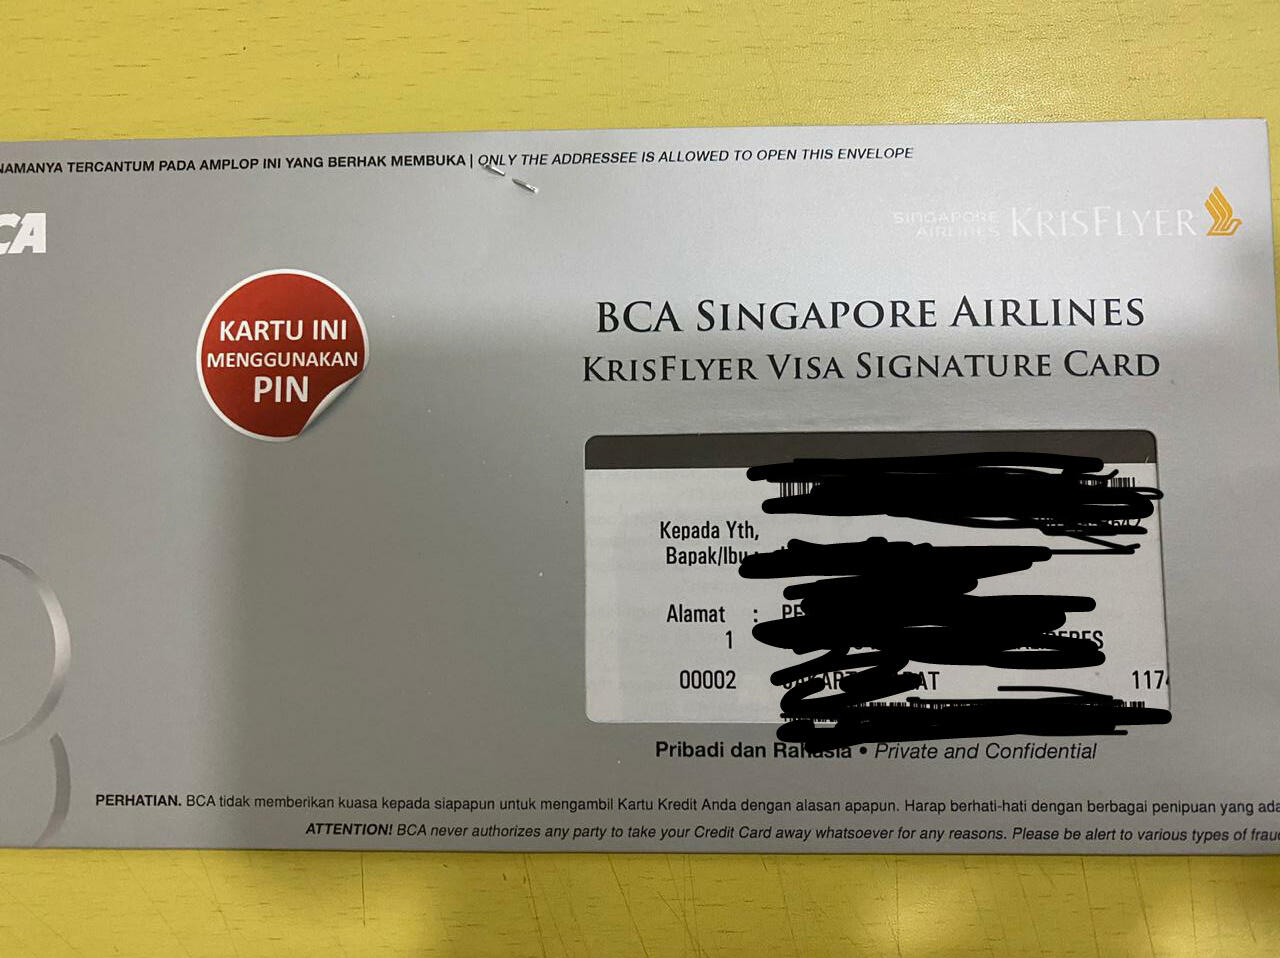 NAMANYA TERCANTUM PADA AMPLOP INI YANG BERHAK MEMBUKA | ONLY THE ADDRESSEE IS ALLOWED TO OPEN THIS ENVELOPE
CA
SINGAPORE
AIRLINES KRISFLYER
KARTU INI
MENGGUNAKAN
PIN
BCA SINGAPORE AIRLINES
KRISFLYER VISA SIGNATURE CARD
Kepada Yth,
Bapak/Ibu
Alamat :
1
00002 1174
Pribadi dan Rahasia • Private and Confidential
PERHATIAN. BCA tidak memberikan kuasa kepada siapapun untuk mengambil Kartu Kredit Anda dengan alasan apapun. Harap berhati-hati dengan berbagai penipuan yang ada
ATTENTION! BCA never authorizes any party to take your Credit Card away whatsoever for any reasons. Please be alert to various types of frau